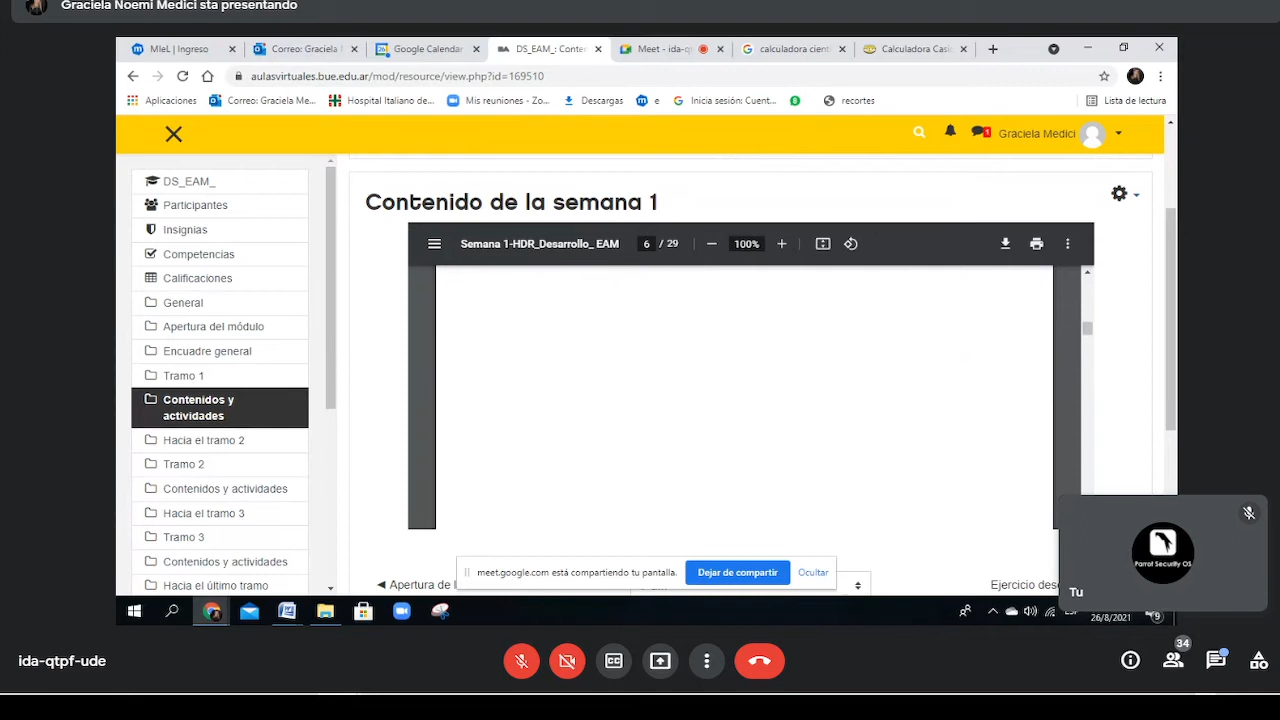 Graciela Noemi Medici sta presentando
MIeL | Ingreso
Correo: Graciela
Google Calendar
DS_EAM_: Conten
Meet - ida-qt
calculadora cient
Calculadora Casi
aulasvirtuales.bue.edu.ar/mod/resource/view.php?id=169510
Aplicaciones
Correo: Graciela Me...
Hospital Italiano de...
Mis reuniones - Zo...
Descargas
e
Inicia sesión: Cuent...
recortes
Lista de lectura
1
Graciela Medici
DS_EAM_
Participantes
Insignias
Competencias
Calificaciones
General
Apertura del módulo
Encuadre general
Tramo 1
Contenidos y
actividades
Hacia el tramo 2
Tramo 2
Contenidos y actividades
Hacia el tramo 3
Tramo 3
Contenidos y actividades
Hacia el último tramo
Contenido de la semana 1
Semana 1-HDR_Desarrollo_ EAM
6 / 29
100%
meet.google.com está compartiendo tu pantalla.
Dejar de compartir
Ocultar
◄ Apertura de l
Ejercicio des
Parrot Security OS
Tu
26/8/2021
9
ida-qtpf-ude
34